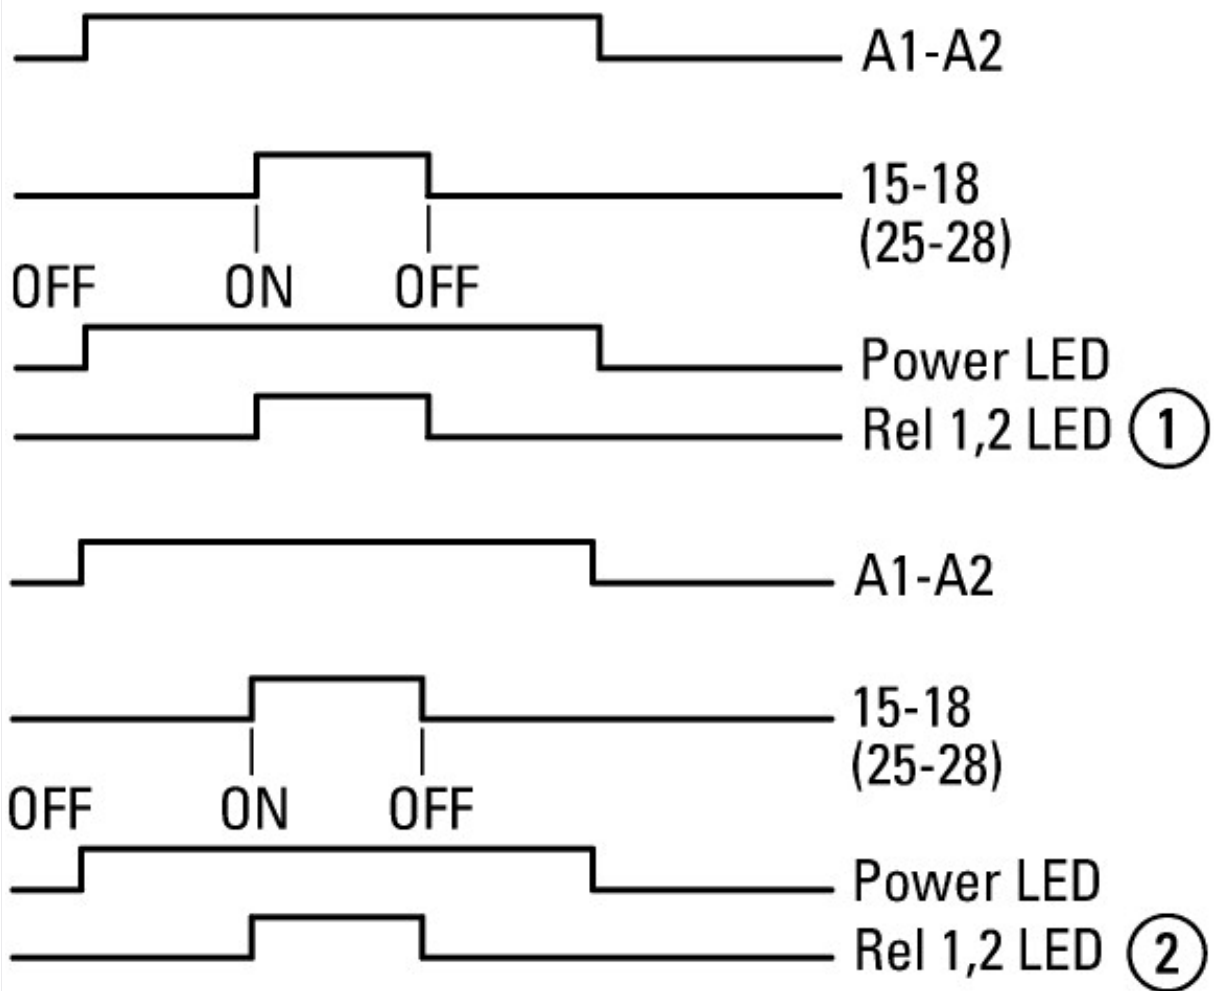 A1-A2
15-18
(25-28)
OFF ON OFF
Power LED
Rel 1,2 LED 1
A1-A2
15-18
(25-28)
OFF ON OFF
Power LED
Rel 1,2 LED 2